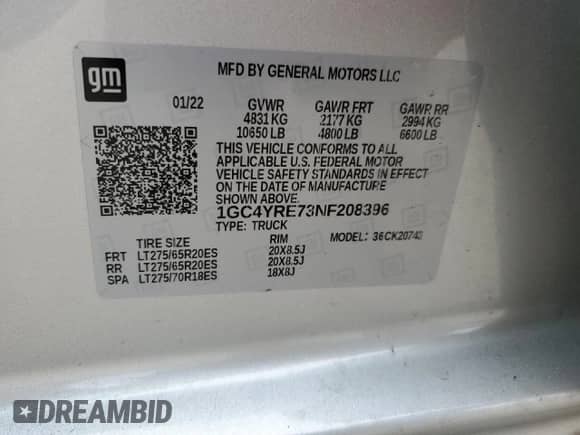 gm
MFD BY GENERAL MOTORS LLC
01/22 GVWR GAWR FRT GAWR RR
4831 KG 2177 KG 2994 KG
10650 LB 4800 LB 6600 LB
THIS VEHICLE CONFORMS TO ALL
APPLICABLE U.S. FEDERAL MOTOR
VEHICLE SAFETY STANDARDS IN EFFECT
ON THE DATE OF MANUFACTURE
SHOWN ABOVE.
1GC4YRE73NF208396
TYPE: TRUCK
TIRE SIZE RIM MODEL: 36CK20743
FRT LT275/65R20ES 20X8.5J
RR LT275/65R20ES 20X8.5J
SPA LT275/70R18ES 18X8J
DREAMBID